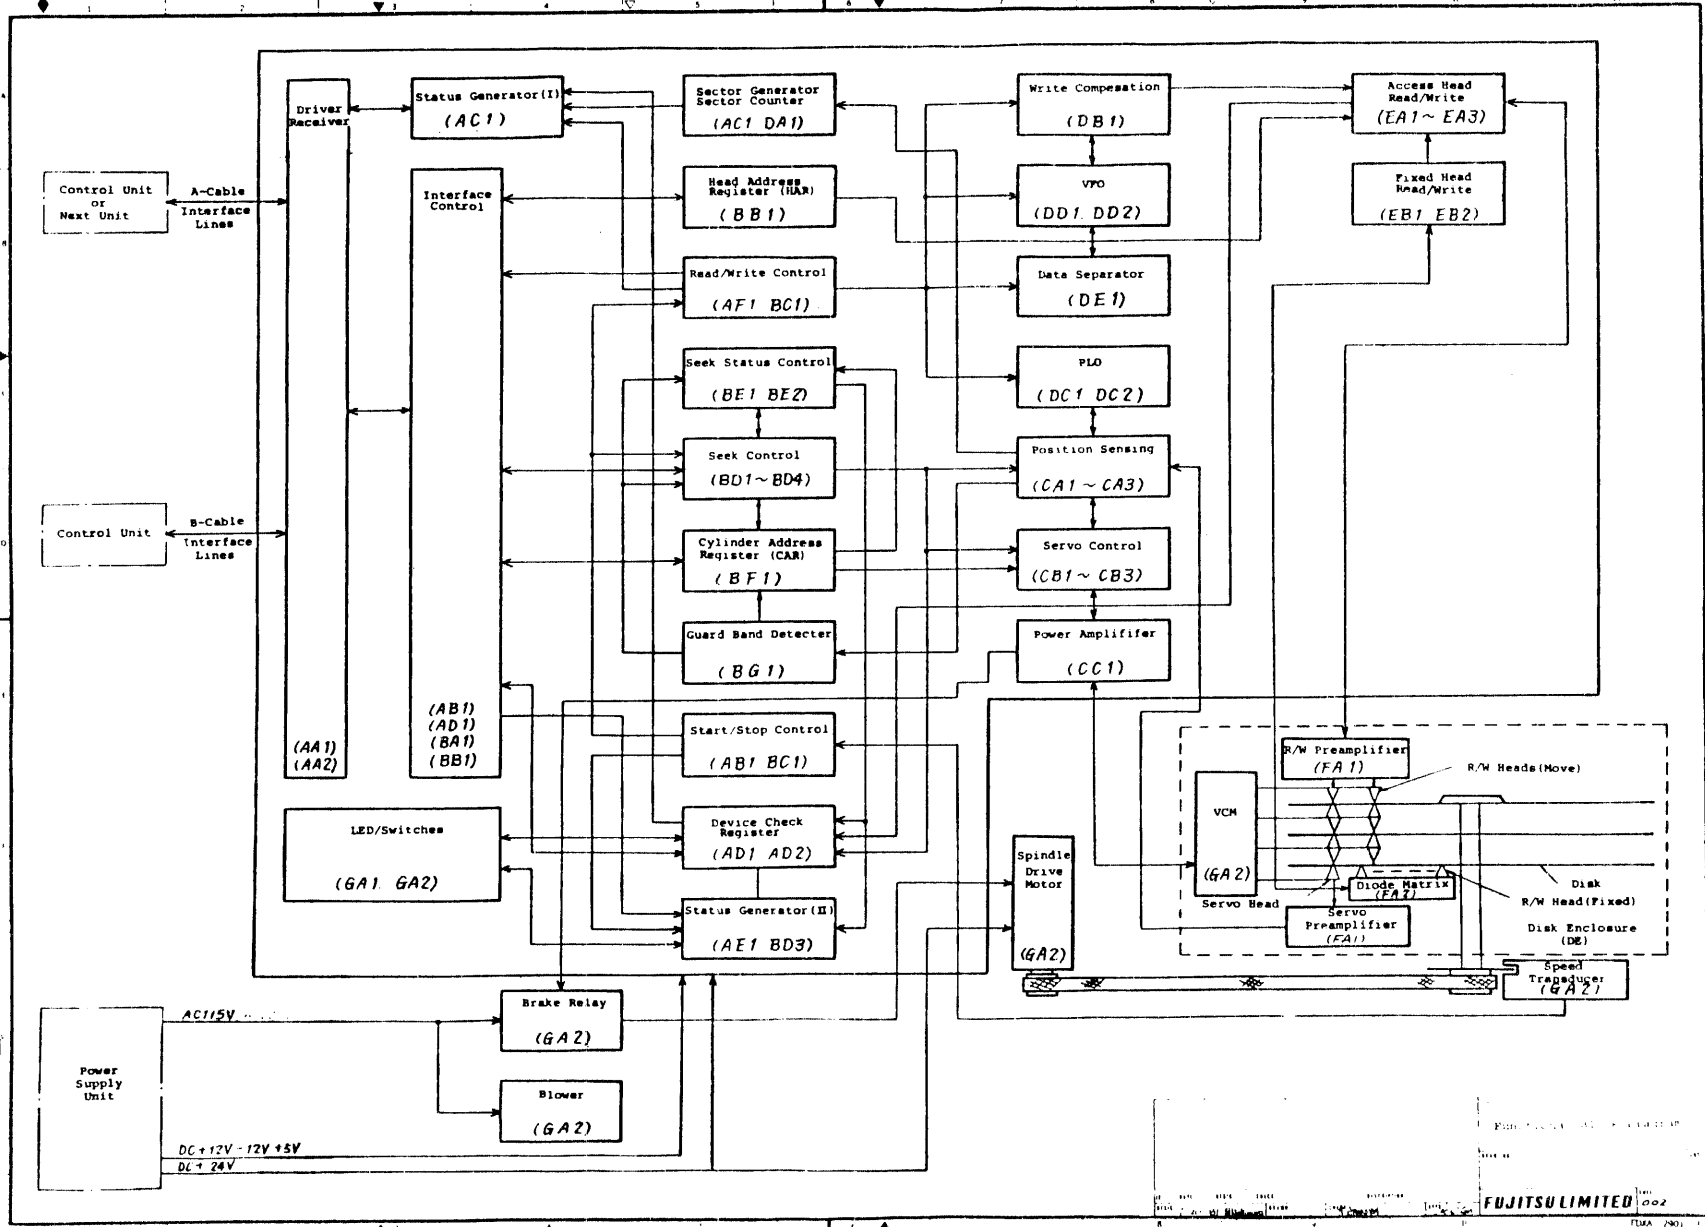 Driver
Receiver
(AA1)
(AA2)
Status Generator(I)
(AC1)
Sector Generator
Sector Counter
(AC1 DA1)
Write Compesation
(DB1)
Access Head
Read/Write
(EA1~EA3)
Control Unit
or
Next Unit
A-Cable
Interface
Lines
Interface
Control
(AB1)
(AD1)
(BA1)
(BB1)
Head Address
Register (HAR)
(BB1)
VFO
(DD1 DD2)
Fixed Head
Read/Write
(EB1 EB2)
Read/Write Control
(AF1 BC1)
Data Separator
(DE1)
Seek Status Control
(BE1 BE2)
PLO
(DC1 DC2)
Seek Control
(BD1~BD4)
Position Sensing
(CA1~CA3)
Control Unit
B-Cable
Interface
Lines
Cylinder Address
Register (CAR)
(BF1)
Servo Control
(CB1~CB3)
Guard Band Detecter
(BG1)
Power Amplififer
(CC1)
Start/Stop Control
(AB1 BC1)
R/W Preamplifier
(FA1)
R/W Heads(Move)
VCM
(GA2)
LED/Switches
(GA1 GA2)
Device Check
Register
(AD1 AD2)
Spindle
Drive
Motor
(GA2)
Servo Head
Diode Matrix
Disk
R/W Head(Fixed)
Status Generator(II)
(AE1 BD3)
Servo
Preamplifier
(FA1)
Disk Enclosure
(DE)
Speed
Transducer
(GA2)
Power
Supply
Unit
AC115V
Brake Relay
(GA2)
Blower
(GA2)
DC+12V -12V +5V
DC+ 24V
FUJITSU LIMITED
002